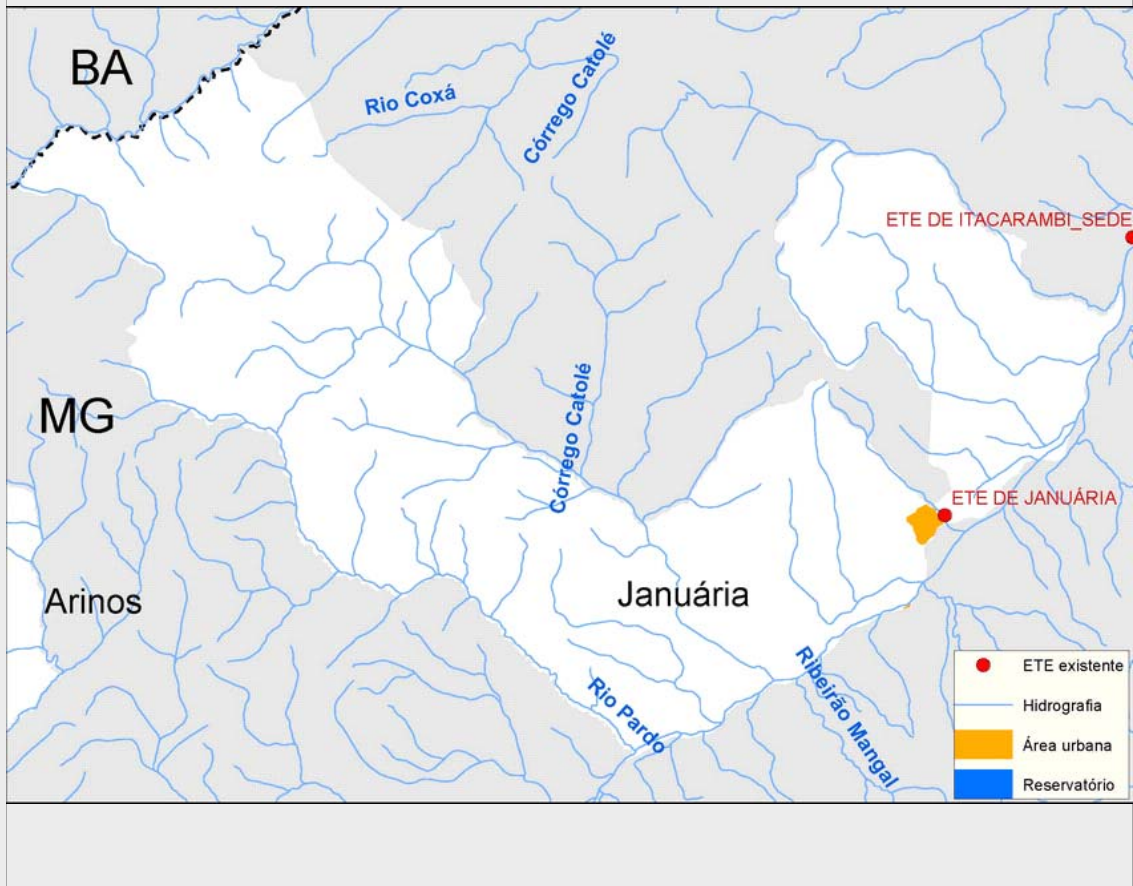 BA
Rio Coxá
Córrego Catolé
ETE DE ITACARAMBI_SEDE
MG
Córrego Catolé
ETE DE JANUÁRIA
Arinos
Januária
Rio Pardo
Ribeirão Mangal
ETE existente
Hidrografia
Área urbana
Reservatório